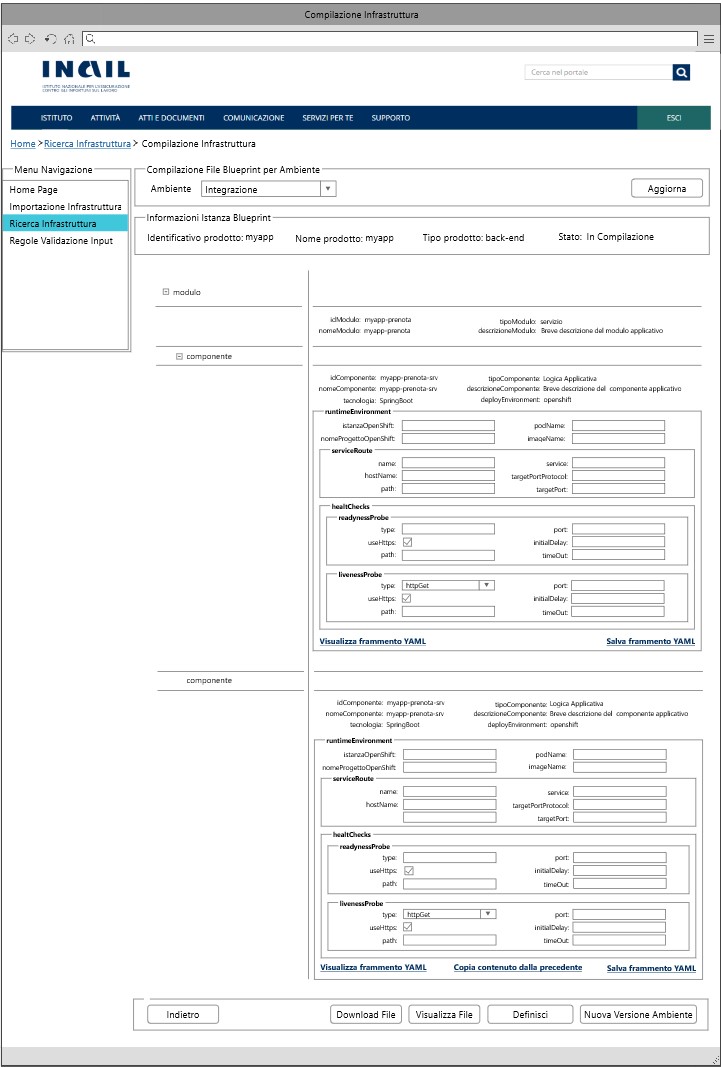 Compilazione Infrastruttura
INAIL
ISTITUTO NAZIONALE PER L'ASSICURAZIONE
CONTRO GLI INFORTUNI SUL LAVORO
Cerca nel portale
ISTITUTO ATTIVITÀ ATTI E DOCUMENTI COMUNICAZIONE SERVIZI PER TE SUPPORTO ESCI
Home > Ricerca Infrastruttura > Compilazione Infrastruttura
Menu Navigazione
Home Page
Importazione Infrastruttura
Ricerca Infrastruttura
Regole Validazione Input
Compilazione File Blueprint per Ambiente
Ambiente Integrazione Aggiorna
Informazioni Istanza Blueprint
Identificativo prodotto: myapp Nome prodotto: myapp Tipo prodotto: back-end Stato: In Compilazione
modulo
idModulo: myapp-prenota tipoModulo: servizio
nomeModulo: myapp-prenota descrizioneModulo: Breve descrizione del modulo applicativo
componente
idComponente: myapp-prenota-srv tipoComponente: Logica Applicativa
nomeComponente: myapp-prenota-srv descrizioneComponente: Breve descrizione del componente applicativo
tecnologia: SpringBoot deployEnvironment: openshift
runtimeEnvironment
istanzaOpenShift: podName:
nomeProgettoOpenShift: imageName:
serviceRoute
name: service:
hostName: targetPortProtocol:
path: targetPort:
healtChecks
readynessProbe
type: port:
useHttps: initialDelay:
path: timeOut:
livenessProbe
type: httpGet port:
useHttps: initialDelay:
path: timeOut:
Visualizza frammento YAML Salva frammento YAML
componente
idComponente: myapp-prenota-srv tipoComponente: Logica Applicativa
nomeComponente: myapp-prenota-srv descrizioneComponente: Breve descrizione del componente applicativo
tecnologia: SpringBoot deployEnvironment: openshift
runtimeEnvironment
istanzaOpenShift: podName:
nomeProgettoOpenShift imageName:
serviceRoute
name: service:
hostName: targetPortProtocol:
targetPort:
healtChecks
readynessProbe
type: port:
useHttps: initialDelay:
path: timeOut:
livenessProbe
type: httpGet port:
useHttps: initialDelay:
path: timeOut:
Visualizza frammento YAML Copia contenuto dalla precedente Salva frammento YAML
Indietro Download File Visualizza File Definisci Nuova Versione Ambiente